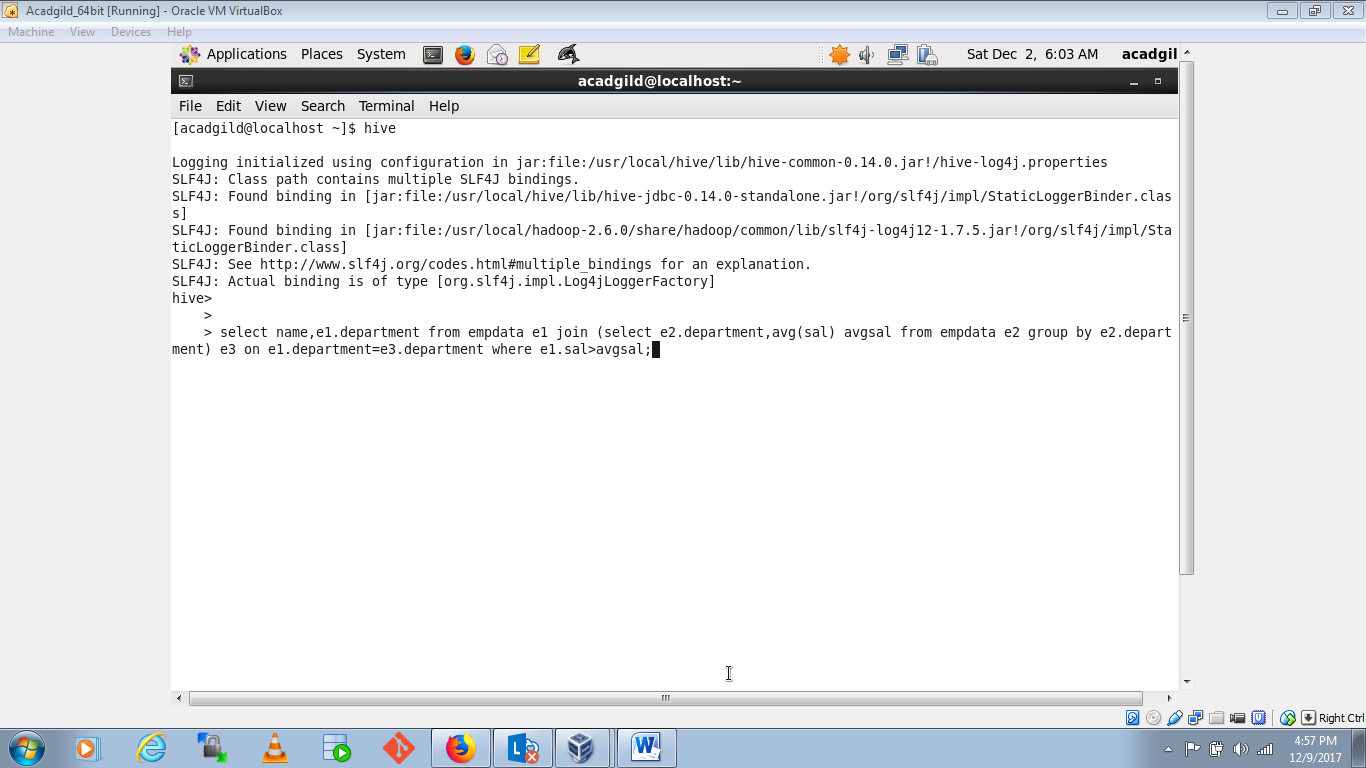 Acadgild_64bit [Running] - Oracle VM VirtualBox
Machine View Devices Help
Applications Places System Sat Dec 2, 6:03 AM acadgil
acadgild@localhost:~
File Edit View Search Terminal Help
[acadgild@localhost ~]$ hive
Logging initialized using configuration in jar:file:/usr/local/hive/lib/hive-common-0.14.0.jar!/hive-log4j.properties
SLF4J: Class path contains multiple SLF4J bindings.
SLF4J: Found binding in [jar:file:/usr/local/hive/lib/hive-jdbc-0.14.0-standalone.jar!/org/slf4j/impl/StaticLoggerBinder.clas
s]
SLF4J: Found binding in [jar:file:/usr/local/hadoop-2.6.0/share/hadoop/common/lib/slf4j-log4j12-1.7.5.jar!/org/slf4j/impl/Sta
ticLoggerBinder.class]
SLF4J: See http://www.slf4j.org/codes.html#multiple_bindings for an explanation.
SLF4J: Actual binding is of type [org.slf4j.impl.Log4jLoggerFactory]
hive>
    >
    > select name,e1.department from empdata e1 join (select e2.department,avg(sal) avgsal from empdata e2 group by e2.depart
ment) e3 on e1.department=e3.department where e1.sal>avgsal;
Right Ctrl
4:57 PM
12/9/2017